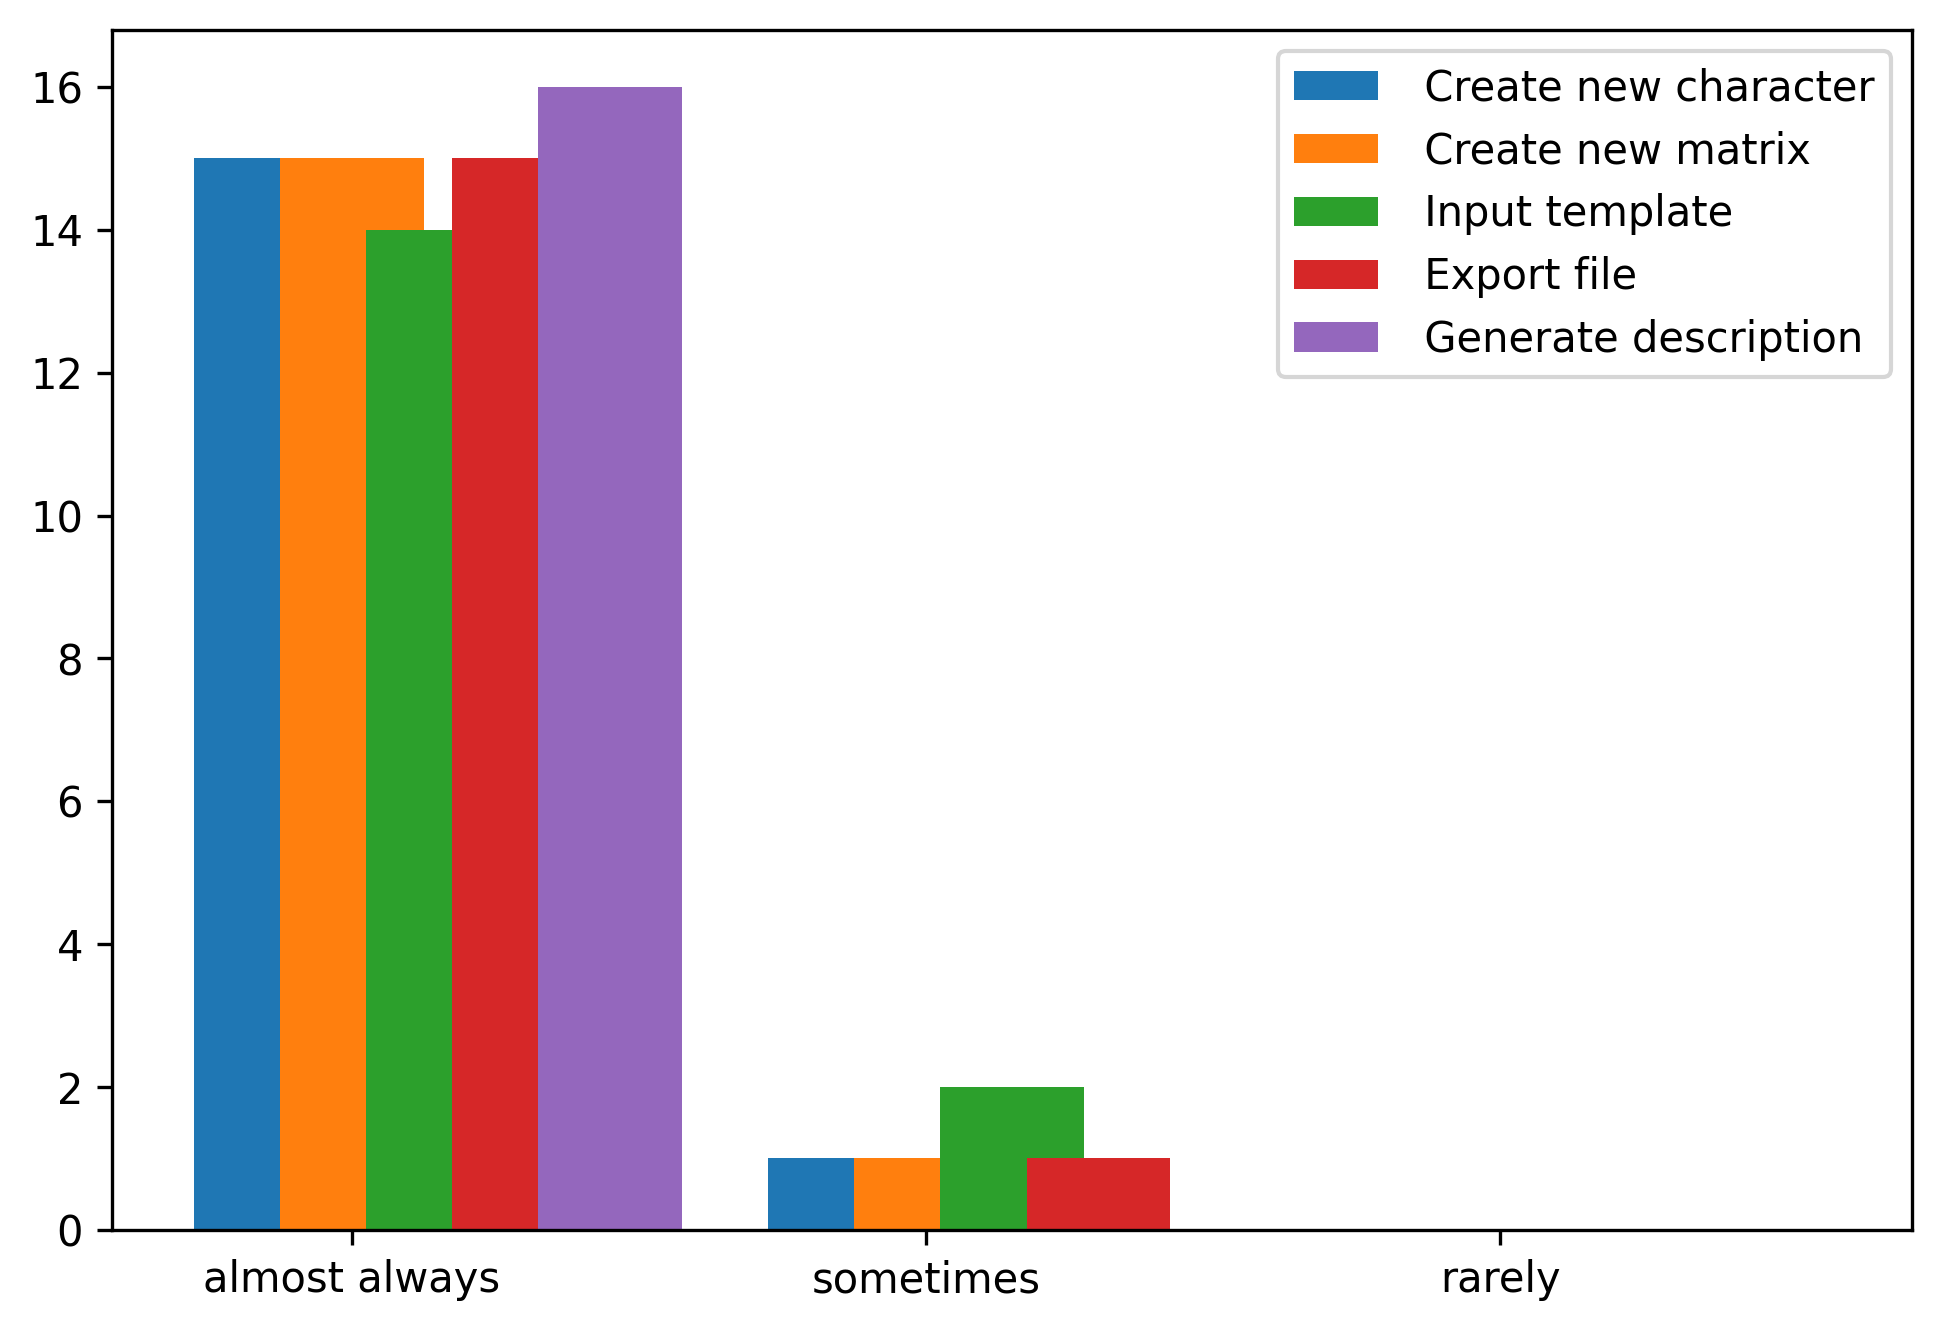 16
14
12
10
8
6
4
2
0
almost always
sometimes
rarely
Create new character
Create new matrix
Input template
Export file
Generate description